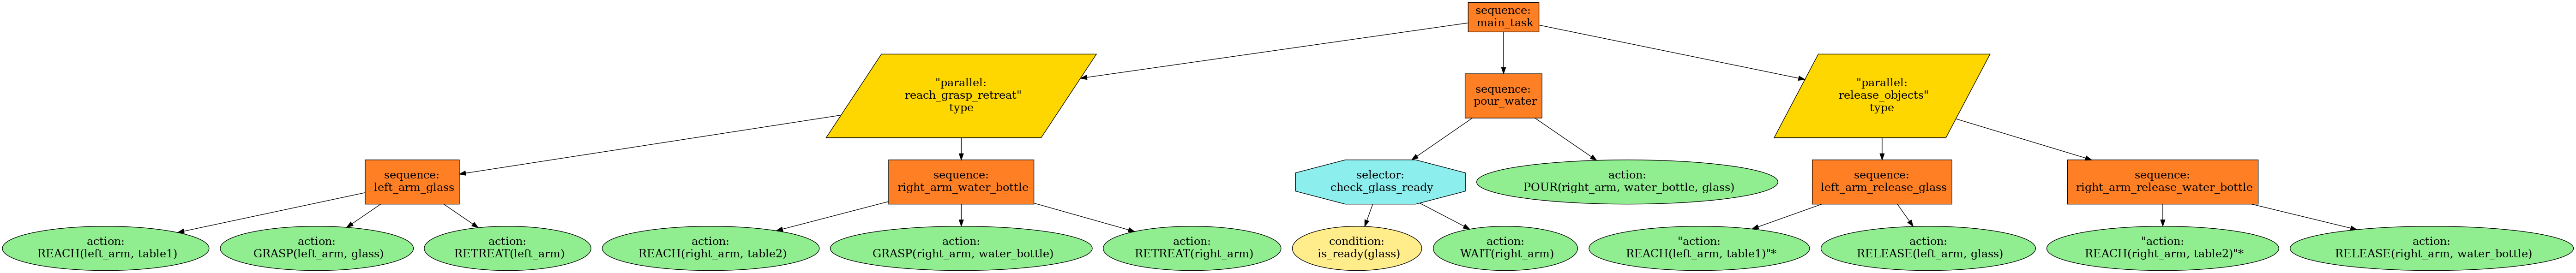 sequence:
main_task
"parallel:
reach_grasp_retreat"
type
sequence:
pour_water
"parallel:
release_objects"
type
sequence:
left_arm_glass
sequence:
right_arm_water_bottle
selector:
check_glass_ready
action:
POUR(right_arm, water_bottle, glass)
sequence:
left_arm_release_glass
sequence:
right_arm_release_water_bottle
action:
REACH(left_arm, table1)
action:
GRASP(left_arm, glass)
action:
RETREAT(left_arm)
action:
REACH(right_arm, table2)
action:
GRASP(right_arm, water_bottle)
action:
RETREAT(right_arm)
condition:
is_ready(glass)
action:
WAIT(right_arm)
"action:
REACH(left_arm, table1)"*
action:
RELEASE(left_arm, glass)
"action:
REACH(right_arm, table2)"*
action:
RELEASE(right_arm, water_bottle)